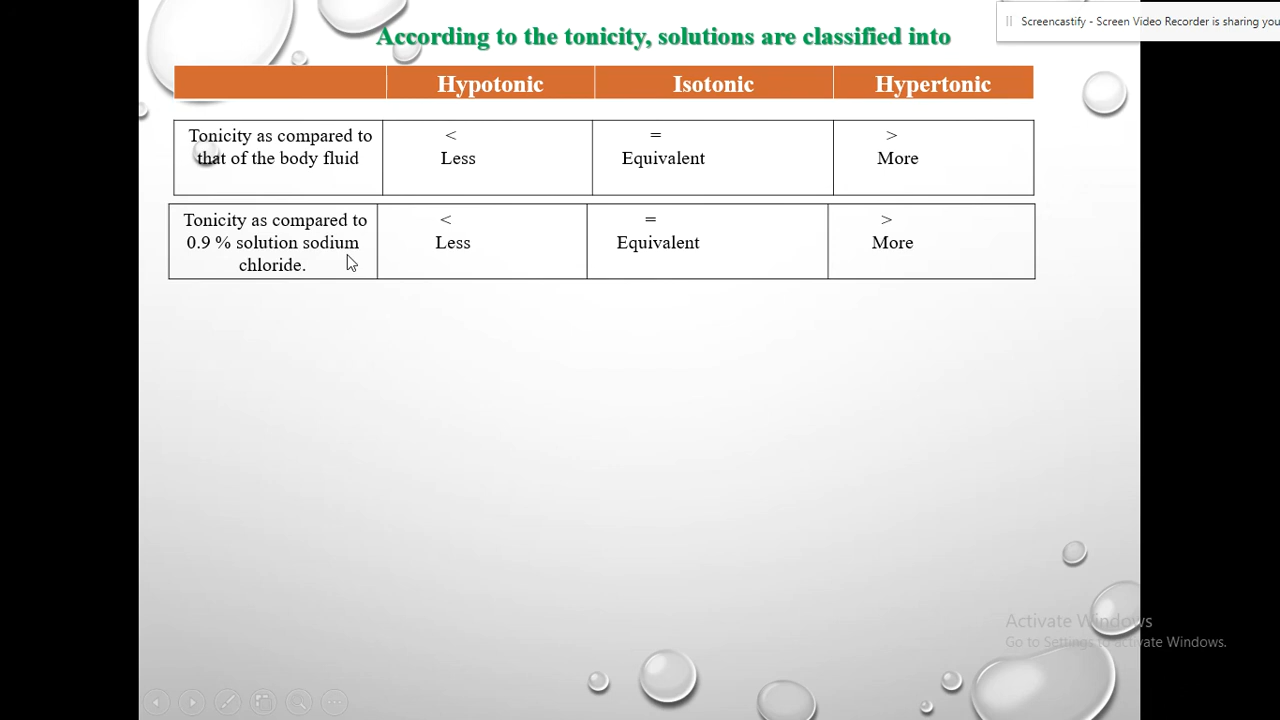 Screencastify - Screen Video Recorder is sharing you
According to the tonicity, solutions are classified into
Hypotonic Isotonic Hypertonic
Tonicity as compared to
that of the body fluid
<
Less
=
Equivalent
>
More
Tonicity as compared to
0.9 % solution sodium
chloride.
<
Less
=
Equivalent
>
More
Activate Windows
Go to Settings to activate Windows.